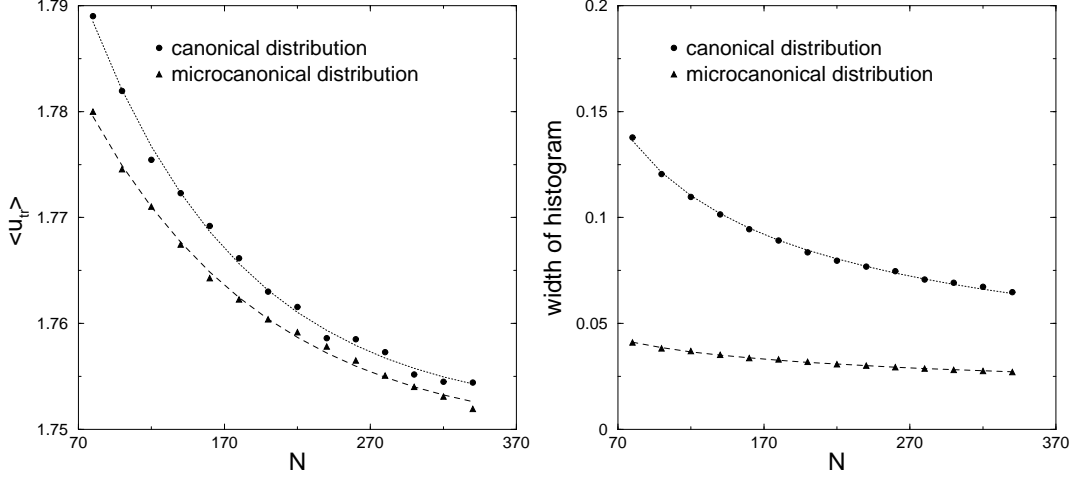 1.79
1.78
1.77
1.76
1.75
<u_tr>
70
170
270
370
N
canonical distribution
microcanonical distribution
0.2
0.15
0.1
0.05
0
width of histogram
70
170
270
370
N
canonical distribution
microcanonical distribution